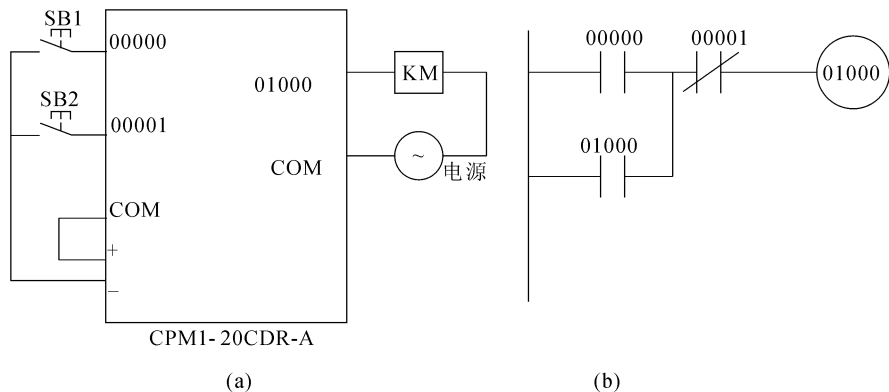 SB1
00000
SB2
00001
COM
+
−
01000
COM
KM
~
电源
CPM1-20CDR-A
(a)
00000
00001
01000
01000
(b)